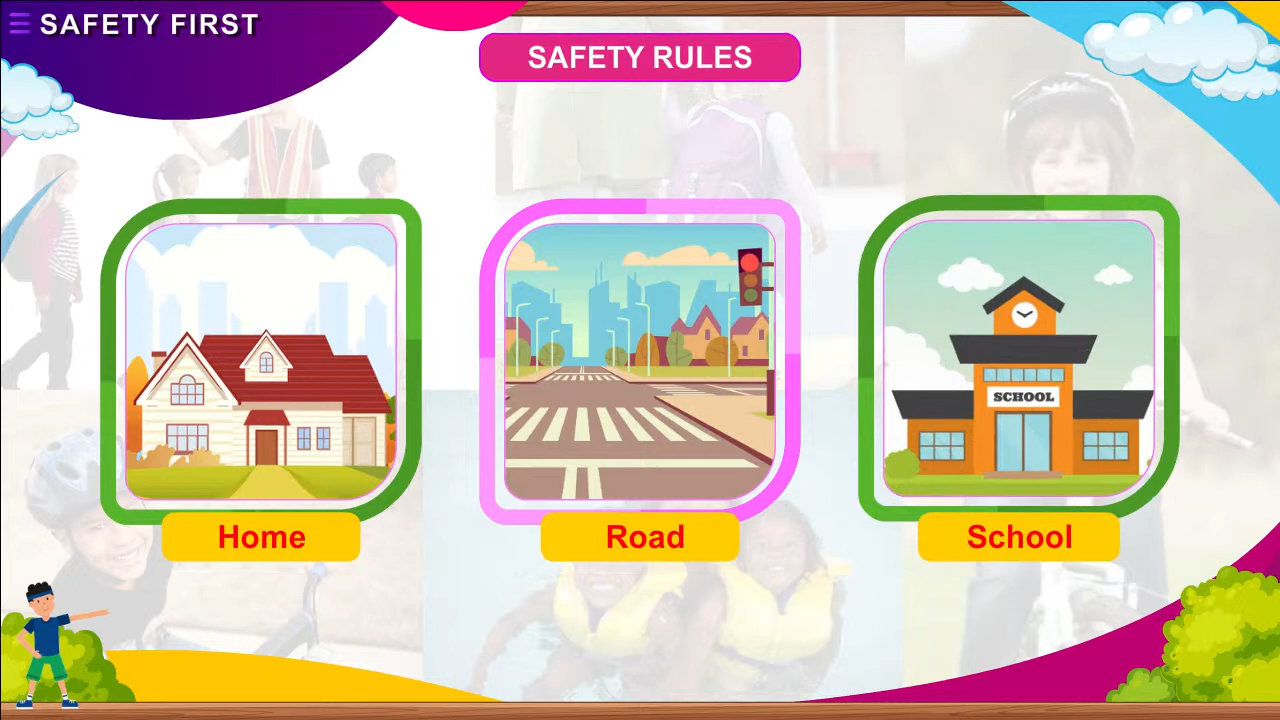 SAFETY FIRST
SAFETY RULES
SCHOOL
Home
Road
School